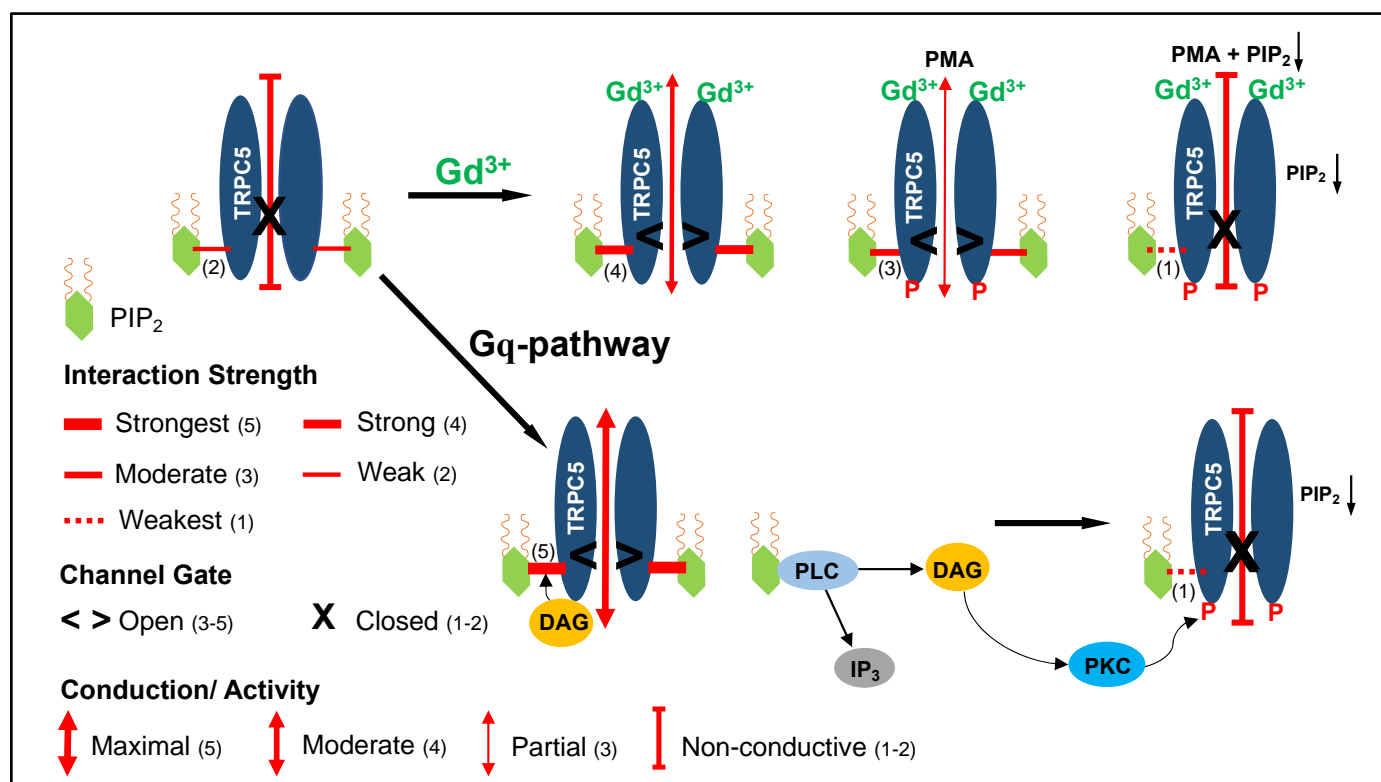 PMA
PMA + PIP₂
Gd³⁺ Gd³⁺
Gd³⁺ Gd³⁺
Gd³⁺ Gd³⁺
TRPC5
X
(2)
Gd³⁺
TRPC5
< >
(4)
TRPC5
< >
(3)
P P
PIP₂
TRPC5
X
(1)
P P
PIP₂
Gq-pathway
Interaction Strength
Strongest (5)
Strong (4)
Moderate (3)
Weak (2)
Weakest (1)
Channel Gate
< > Open (3-5)
X Closed (1-2)
TRPC5
(5)
< >
DAG
PLC
DAG
IP₃
PKC
PIP₂
TRPC5
X
(1)
P P
Conduction/ Activity
Maximal (5)
Moderate (4)
Partial (3)
Non-conductive (1-2)